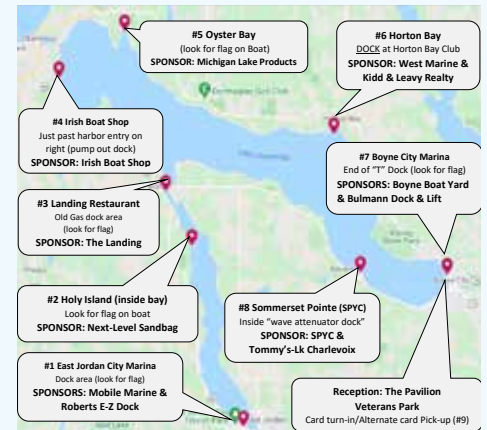 #5 Oyster Bay
(look for flag on Boat)
SPONSOR: Michigan Lake Products
#6 Horton Bay
DOCK at Horton Bay Club
SPONSOR: West Marine &
Kidd & Leavy Realty
#4 Irish Boat Shop
Just past harbor entry on
right (pump out dock)
SPONSOR: Irish Boat Shop
#7 Boyne City Marina
End of "T" Dock (look for flag)
SPONSORS: Boyne Boat Yard
& Bulmann Dock & Lift
#3 Landing Restaurant
Old Gas dock area
(look for flag)
SPONSOR: The Landing
#2 Holy Island (inside bay)
Look for flag on boat
SPONSOR: Next-Level Sandbag
#8 Sommerset Pointe (SPYC)
Inside "wave attenuator dock"
SPONSOR: SPYC &
Tommy's-Lk Charlevoix
#1 East Jordan City Marina
Dock area (look for flag)
SPONSORS: Mobile Marine &
Roberts E-Z Dock
Reception: The Pavilion
Veterans Park
Card turn-in/Alternate card Pick-up (#9)